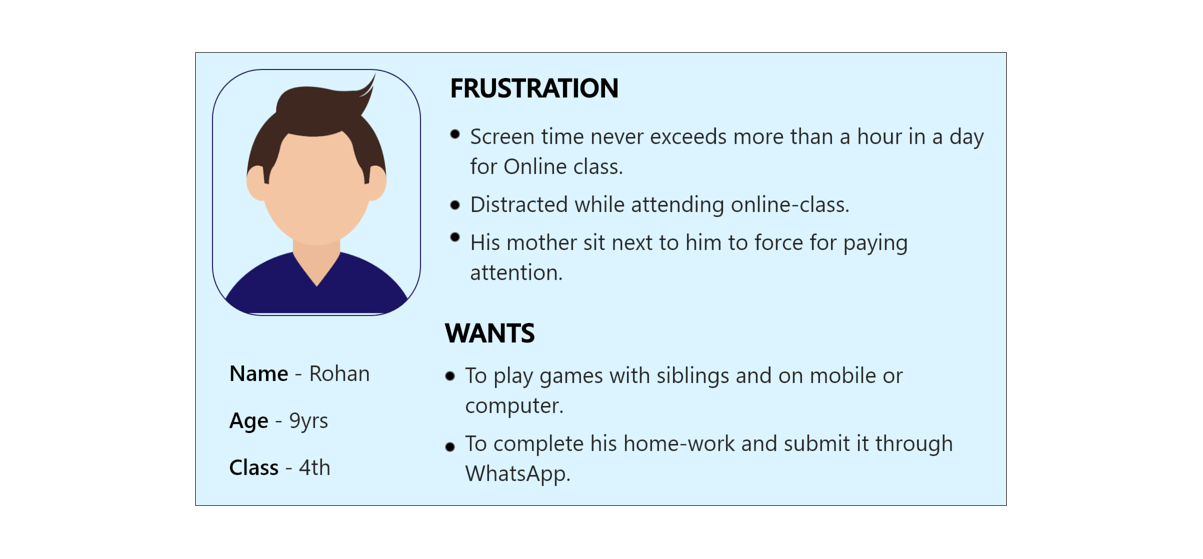 FRUSTRATION
Screen time never exceeds more than a hour in a day
for Online class.
Distracted while attending online-class.
His mother sit next to him to force for paying
attention.
WANTS
To play games with siblings and on mobile or
computer.
To complete his home-work and submit it through
WhatsApp.
Name - Rohan
Age - 9yrs
Class - 4th